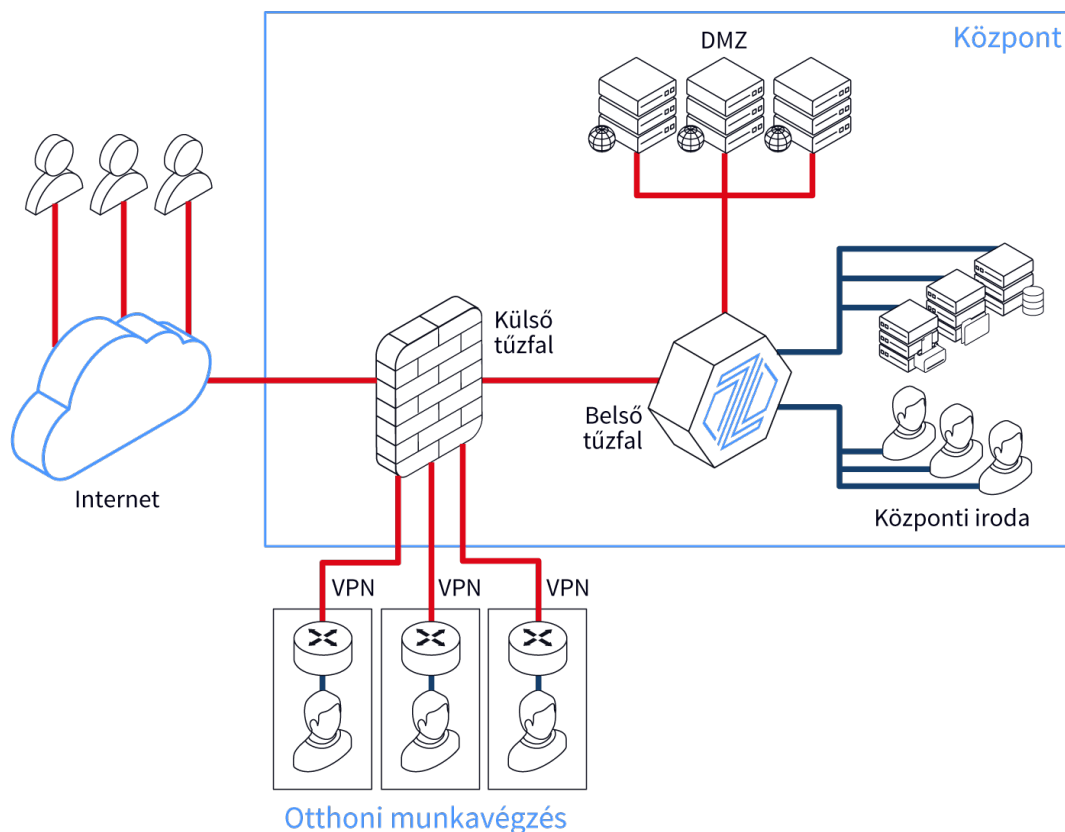 Központ
DMZ
Külső
tűzfal
Belső
tűzfal
Internet
Központi iroda
VPN
VPN
VPN
Otthoni munkavégzés